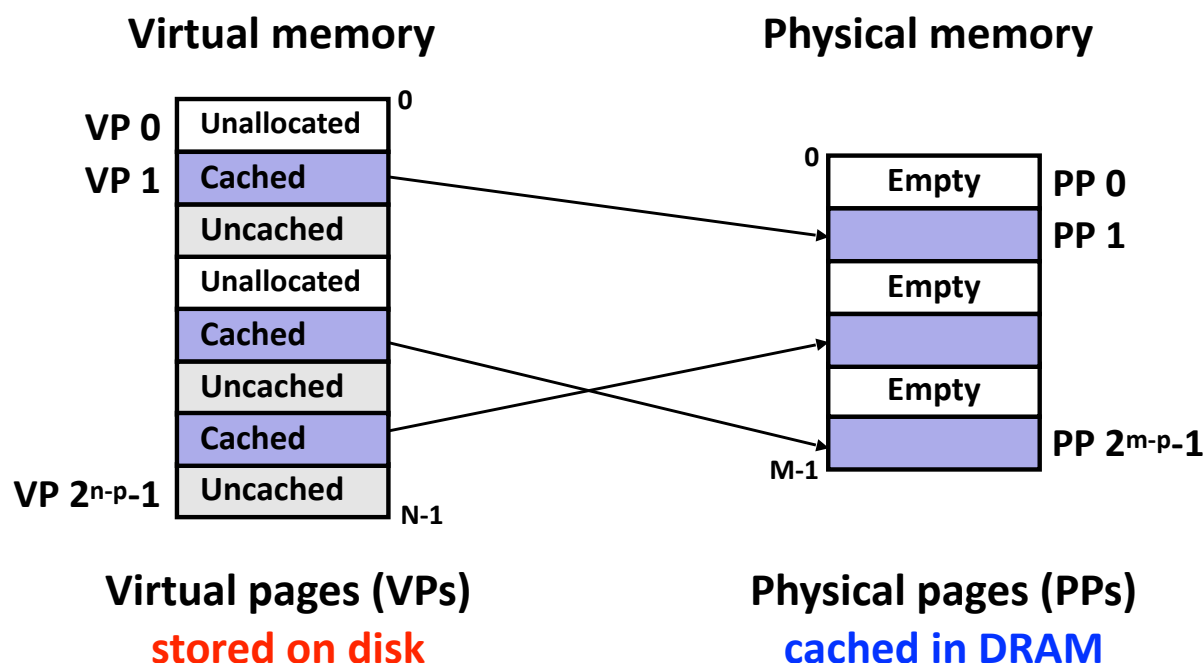 Virtual memory
Physical memory
0
VP 0
Unallocated
VP 1
Cached
Uncached
Unallocated
Cached
Uncached
Cached
VP 2ⁿ⁻ᵖ-1
Uncached
N-1
0
Empty
PP 0
PP 1
Empty
Empty
PP 2ᵐ⁻ᵖ-1
M-1
Virtual pages (VPs)
stored on disk
Physical pages (PPs)
cached in DRAM